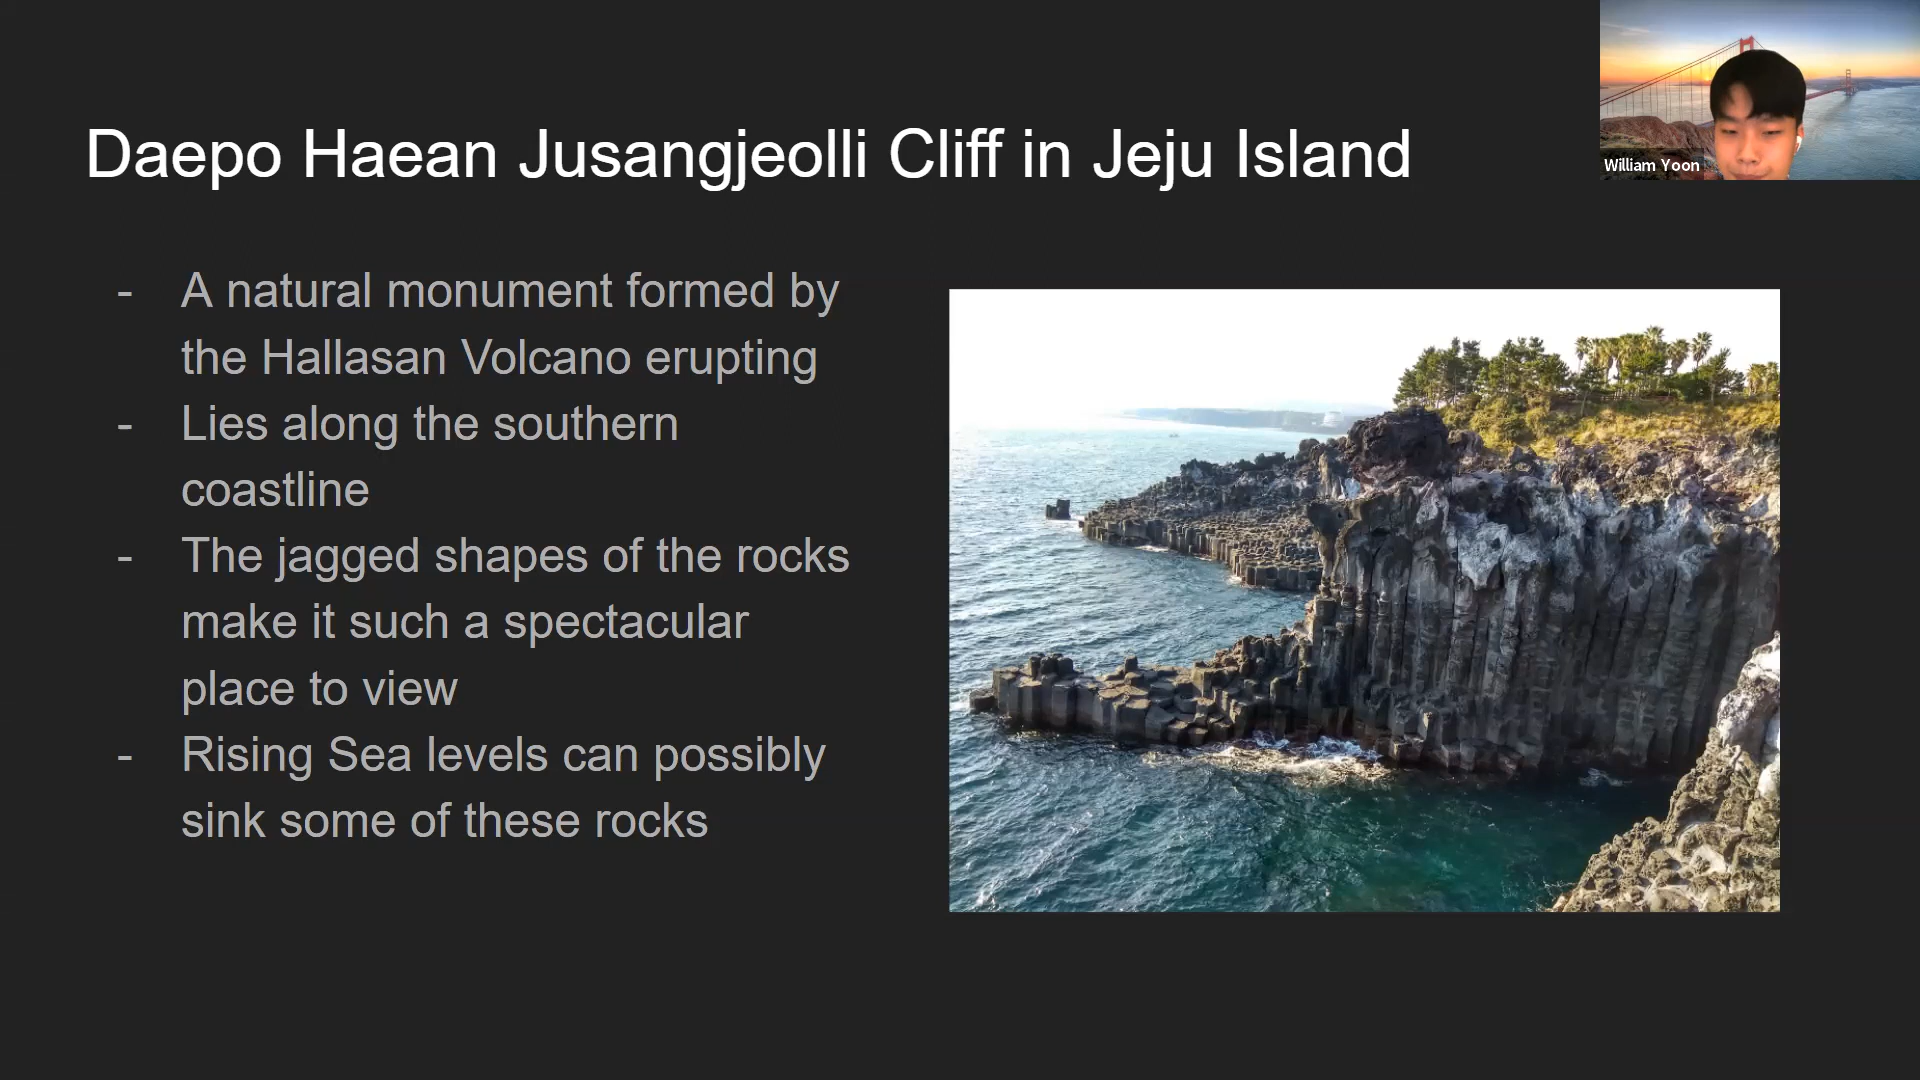 Daepo Haean Jusangjeolli Cliff in Jeju Island
William Yoon
- A natural monument formed by
the Hallasan Volcano erupting
- Lies along the southern
coastline
- The jagged shapes of the rocks
make it such a spectacular
place to view
- Rising Sea levels can possibly
sink some of these rocks